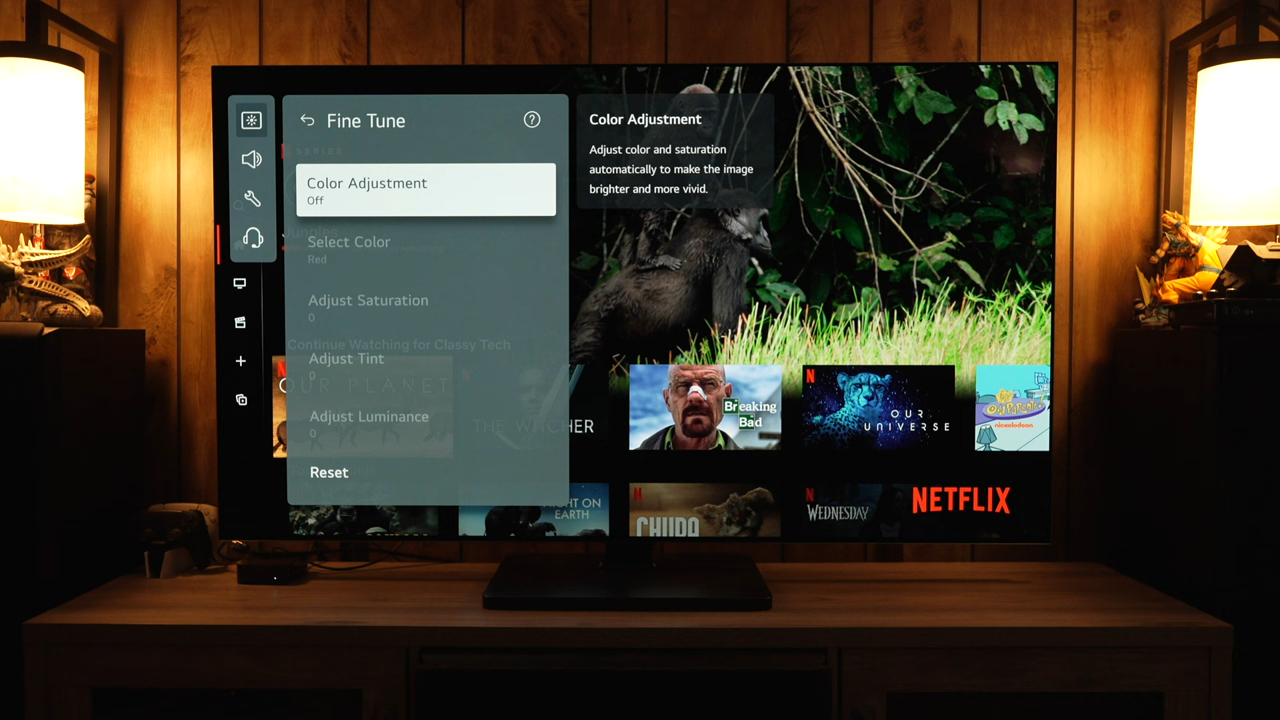 Fine Tune
?
Color Adjustment
Off
Select Color
Red
Adjust Saturation
0
Adjust Tint
0
Adjust Luminance
0
Reset
Color Adjustment
Adjust color and saturation
automatically to make the image
brighter and more vivid.
SERIES
Continue Watching for Classy Tech
OUR PLANET
THE WITCHER
Breaking
Bad
OUR
UNIVERSE
nickelodeon
NIGHT ON
EARTH
CHUPA
WEDNESDAY
NETFLIX